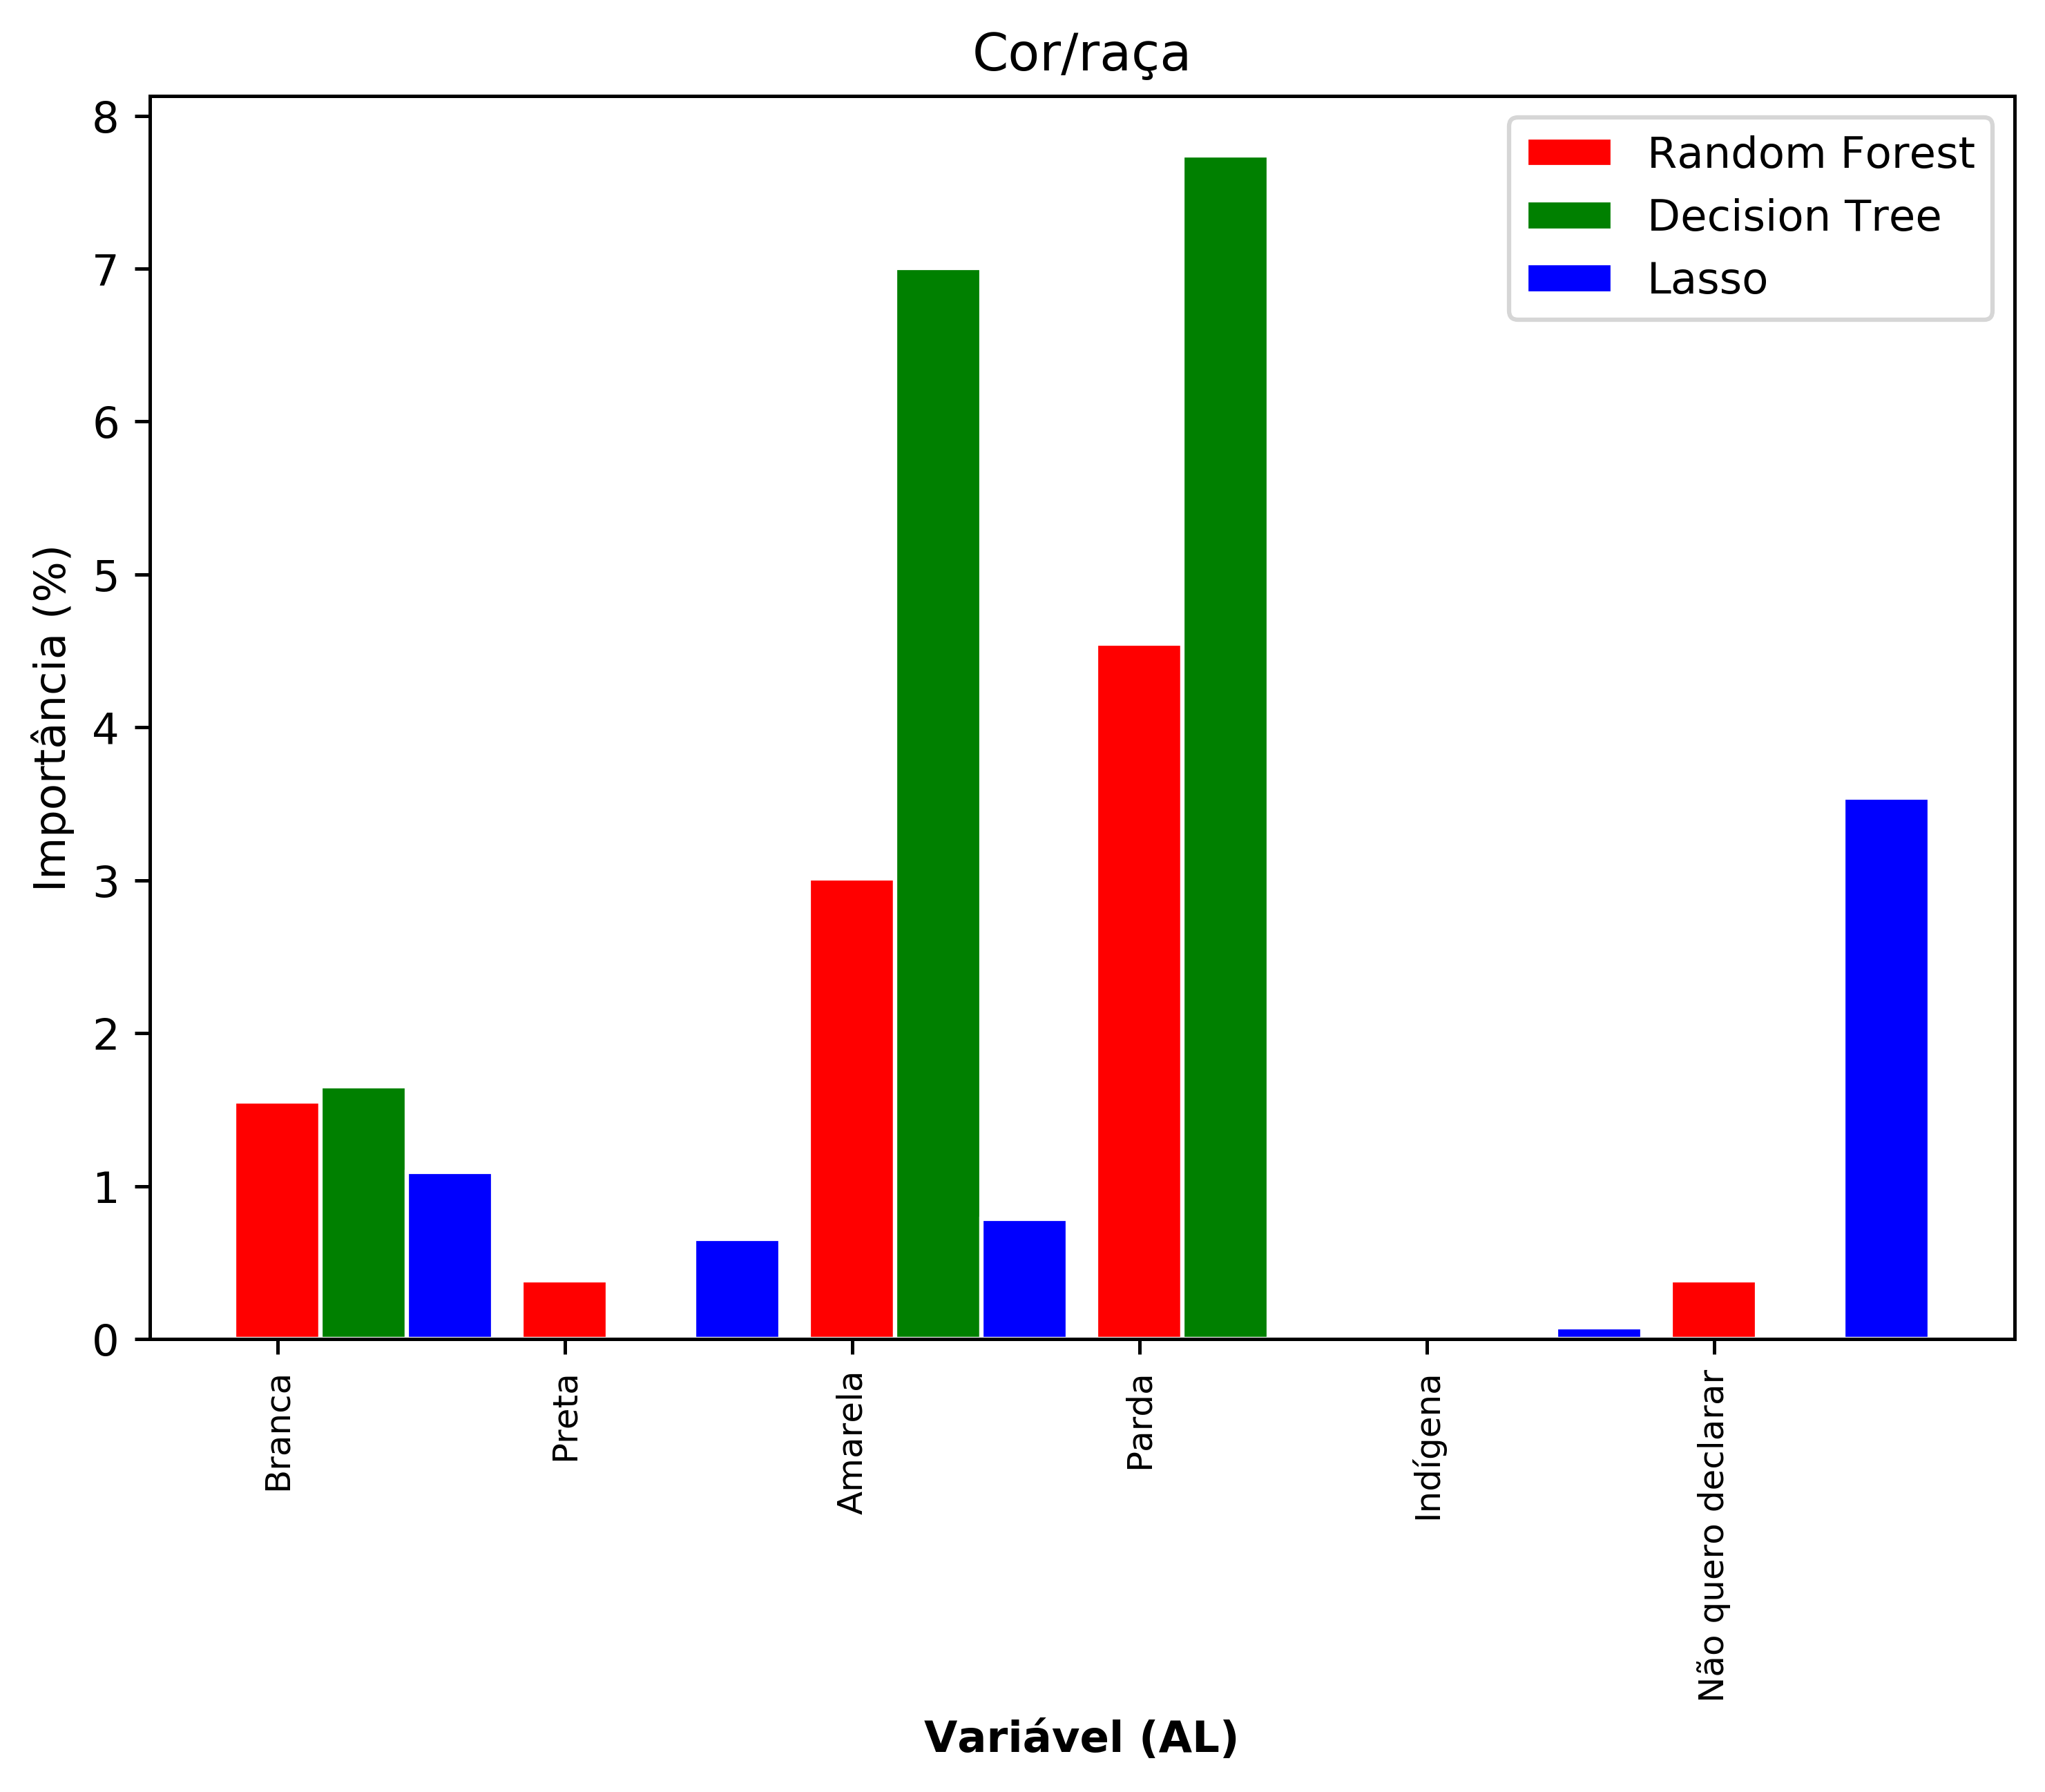 Cor/raça
Random Forest
Decision Tree
Lasso
Importância (%)
8
7
6
5
4
3
2
1
0
Branca
Preta
Amarela
Parda
Indígena
Não quero declarar
Variável (AL)